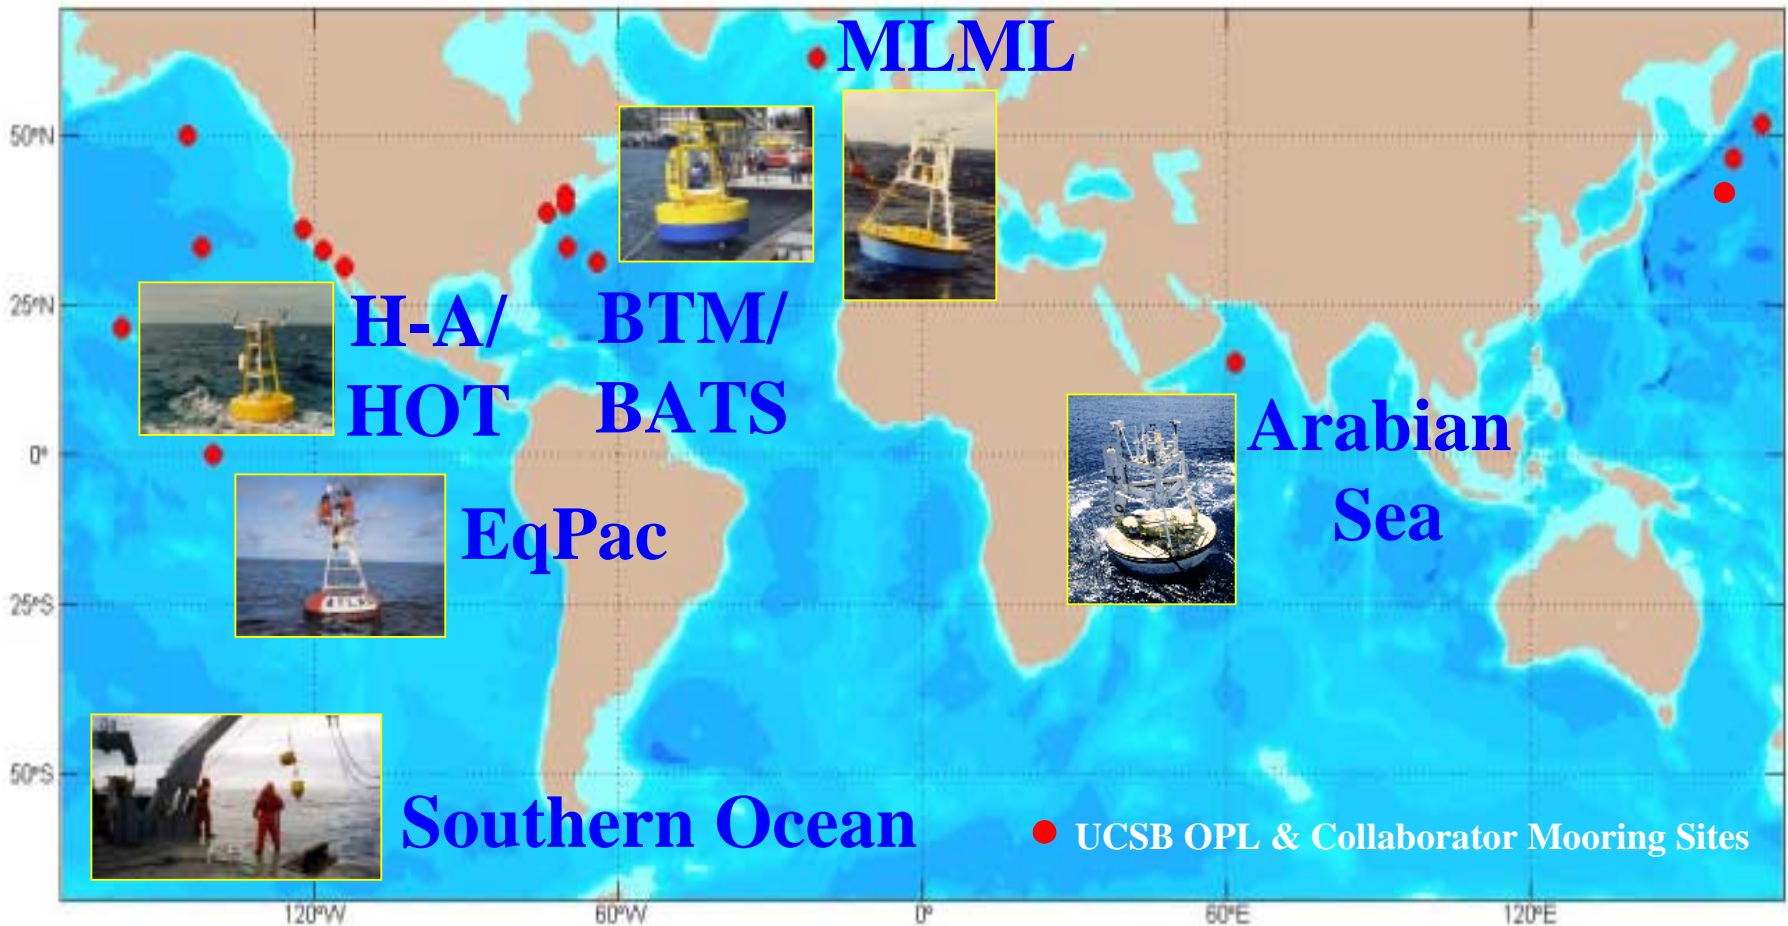 MLML
50°N
H-A/
HOT
BTM/
BATS
25°N
Arabian
Sea
0°
EqPac
25°S
50°S
Southern Ocean
UCSB OPL & Collaborator Mooring Sites
120°W
60°W
0°
60°E
120°E